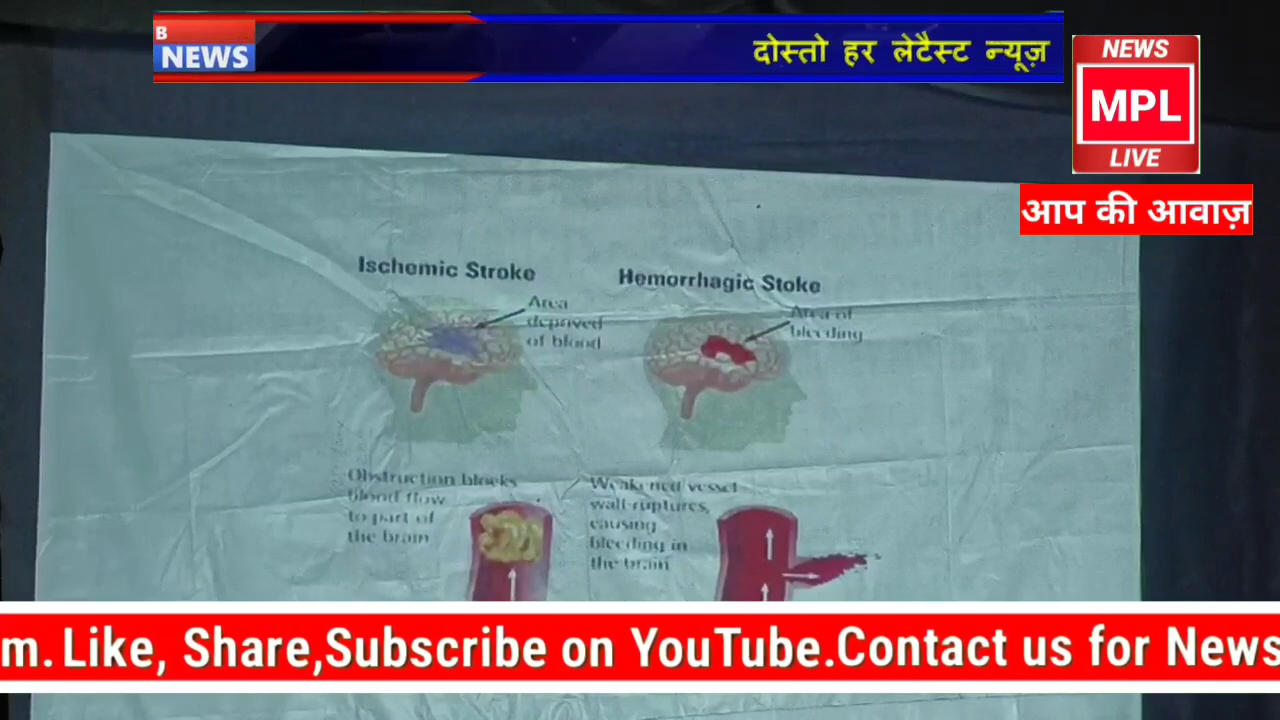 B
NEWS
दोस्तो हर लेटैस्ट न्यूज़
NEWS
MPL
LIVE
आप की आवाज़
Ischemic Stroke
Hemorrhagic Stoke
Area
deprived
of blood
Area of
bleeding
Obstruction blocks
blood flow
to part of
the brain
Weakened vessel
wall ruptures,
causing
bleeding in
the brain
m. Like, Share,Subscribe on YouTube.Contact us for News